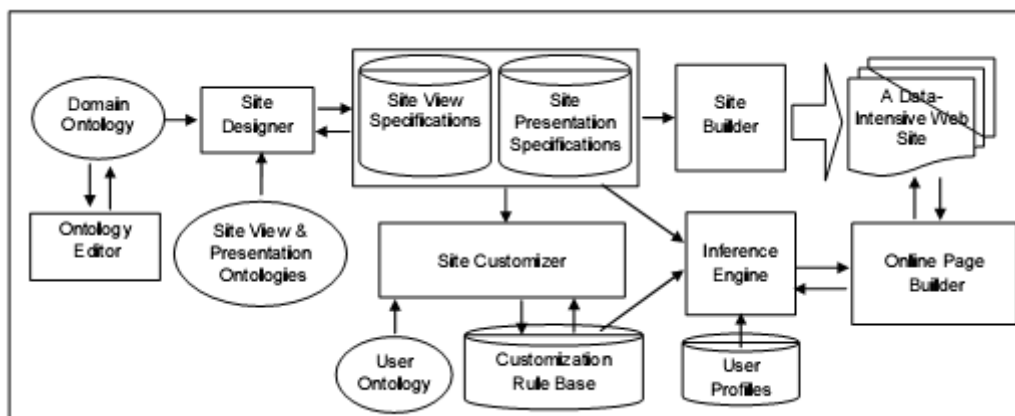 Domain
Ontology
Site
Designer
Site View
Specifications
Site
Presentation
Specifications
Site
Builder
A Data-
Intensive Web
Site
Ontology
Editor
Site View &
Presentation
Ontologies
Site Customizer
Inference
Engine
Online Page
Builder
User
Ontology
Customization
Rule Base
User
Profilles